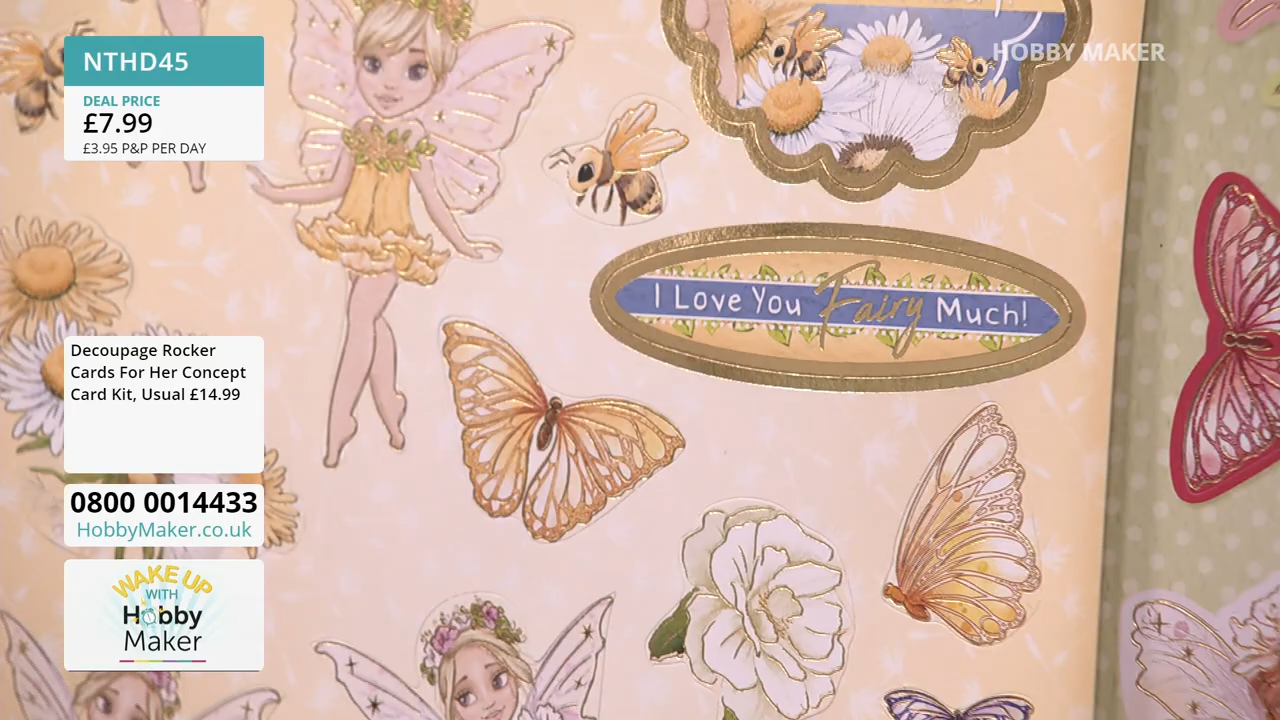 NTHD45
DEAL PRICE
£7.99
£3.95 P&P PER DAY
HOBBY MAKER
I Love You Fairy Much!
Decoupage Rocker
Cards For Her Concept
Card Kit, Usual £14.99
0800 0014433
HobbyMaker.co.uk
WAKE UP
WITH
Hobby
Maker